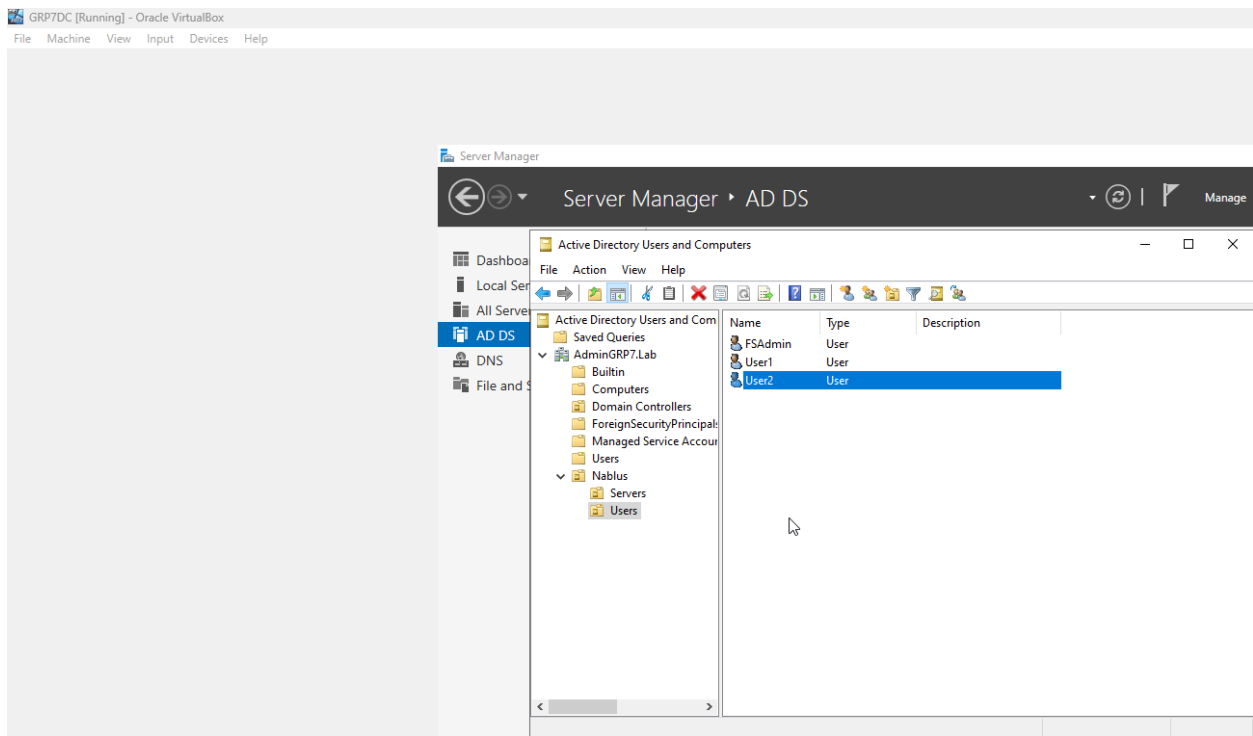 GRP7DC [Running] - Oracle VirtualBox
File Machine View Input Devices Help
Server Manager
Server Manager ‣ AD DS
Manage
Dashboa
Local Ser
All Server
AD DS
DNS
File and S
Active Directory Users and Computers
File Action View Help
Active Directory Users and Com
Saved Queries
AdminGRP7.Lab
Builtin
Computers
Domain Controllers
ForeignSecurityPrincipals
Managed Service Accour
Users
Nablus
Servers
Users
Name Type Description
FSAdmin User
User1 User
User2 User